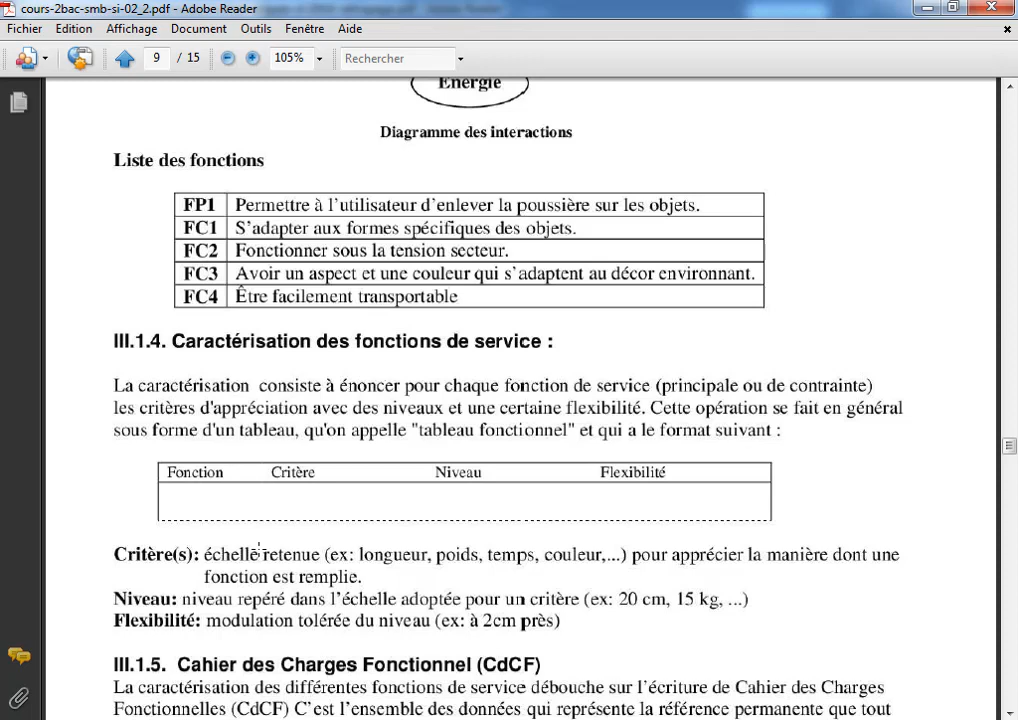 cours-2bac-smb-si-02_2.pdf - Adobe Reader
Fichier Edition Affichage Document Outils Fenêtre Aide
9 / 15 105% Rechercher
Energie
Diagramme des interactions
Liste des fonctions
FP1 Permettre à l'utilisateur d'enlever la poussière sur les objets.
FC1 S'adapter aux formes spécifiques des objets.
FC2 Fonctionner sous la tension secteur.
FC3 Avoir un aspect et une couleur qui s'adaptent au décor environnant.
FC4 Être facilement transportable
III.1.4. Caractérisation des fonctions de service :
La caractérisation consiste à énoncer pour chaque fonction de service (principale ou de contrainte)
les critères d'appréciation avec des niveaux et une certaine flexibilité. Cette opération se fait en général
sous forme d'un tableau, qu'on appelle "tableau fonctionnel" et qui a le format suivant :
Fonction Critère Niveau Flexibilité
Critère(s): échelle retenue (ex: longueur, poids, temps, couleur,...) pour apprécier la manière dont une
fonction est remplie.
Niveau: niveau repéré dans l'échelle adoptée pour un critère (ex: 20 cm, 15 kg, ...)
Flexibilité: modulation tolérée du niveau (ex: à 2cm près)
III.1.5. Cahier des Charges Fonctionnel (CdCF)
La caractérisation des différentes fonctions de service débouche sur l'écriture de Cahier des Charges
Fonctionnelles (CdCF) C'est l'ensemble des données qui représente la référence permanente que tout